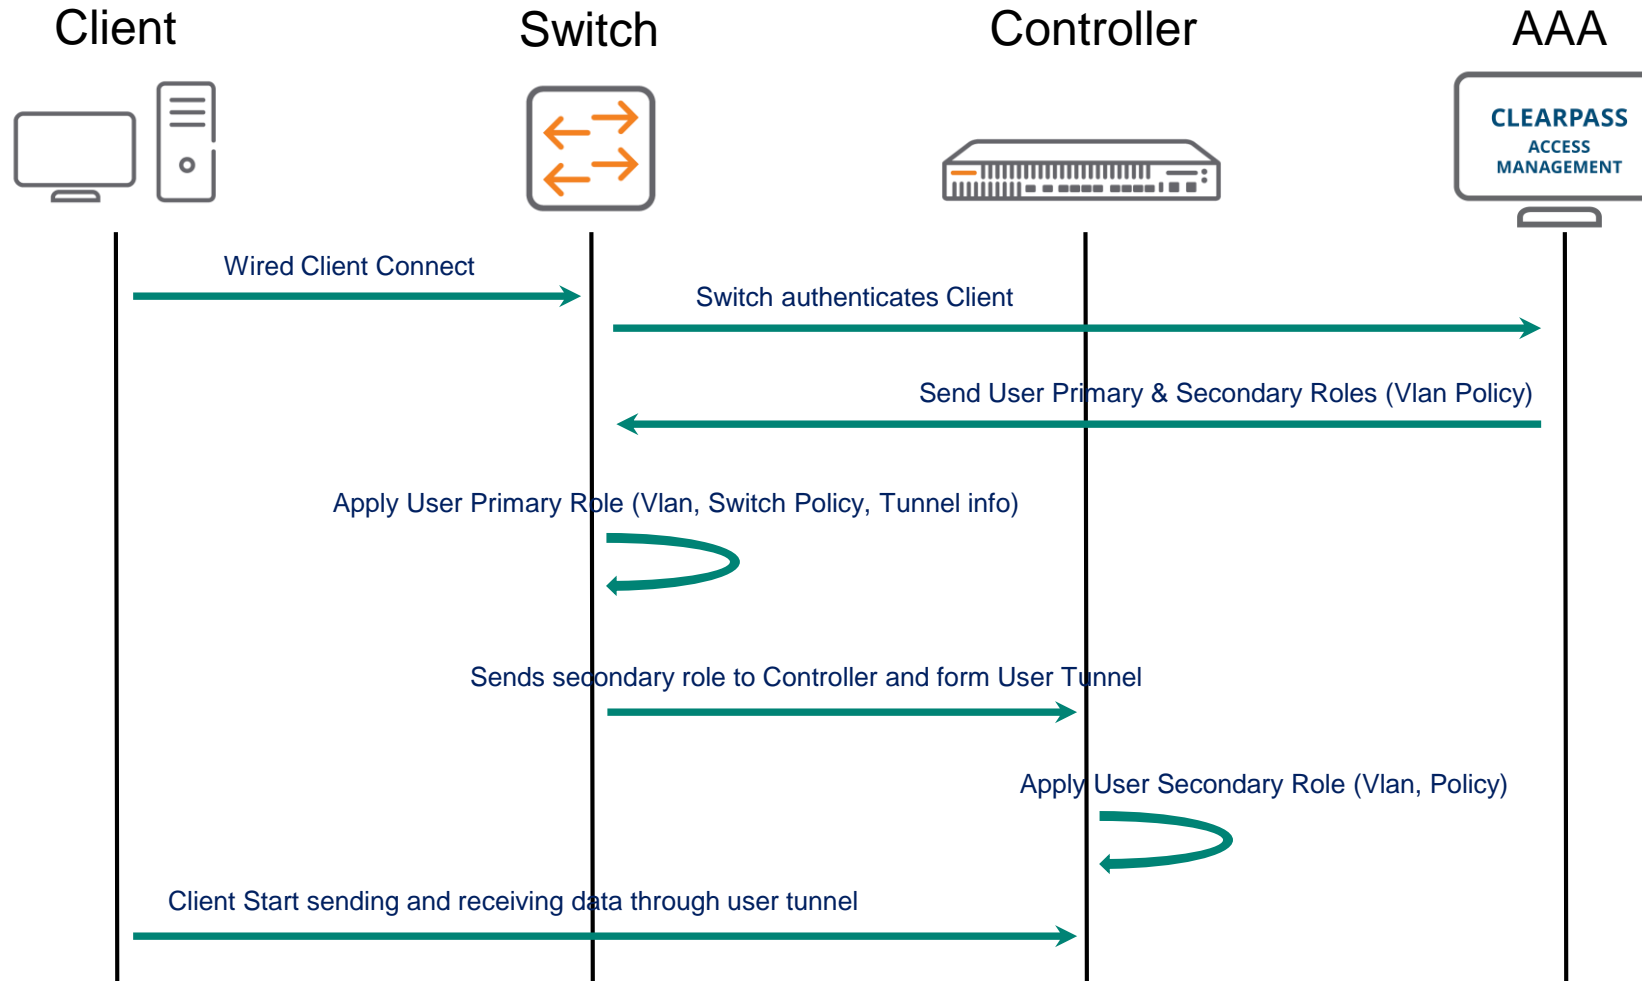 Client
Switch
Controller
AAA
CLEARPASS
ACCESS
MANAGEMENT
Wired Client Connect
Switch authenticates Client
Send User Primary & Secondary Roles (Vlan Policy)
Apply User Primary Role (Vlan, Switch Policy, Tunnel info)
Sends secondary role to Controller and form User Tunnel
Apply User Secondary Role (Vlan, Policy)
Client Start sending and receiving data through user tunnel